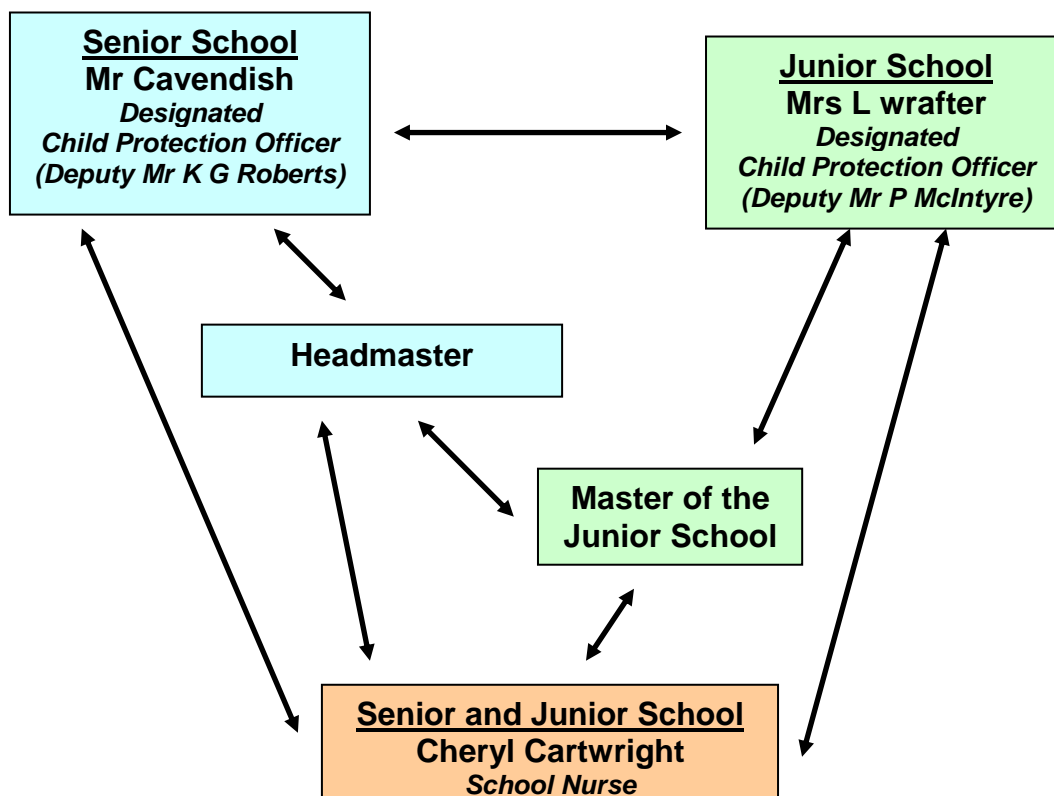 Senior School
Mr Cavendish
Designated
Child Protection Officer
(Deputy Mr K G Roberts)
Junior School
Mrs L wrafter
Designated
Child Protection Officer
(Deputy Mr P McIntyre)
Headmaster
Master of the
Junior School
Senior and Junior School
Cheryl Cartwright
School Nurse